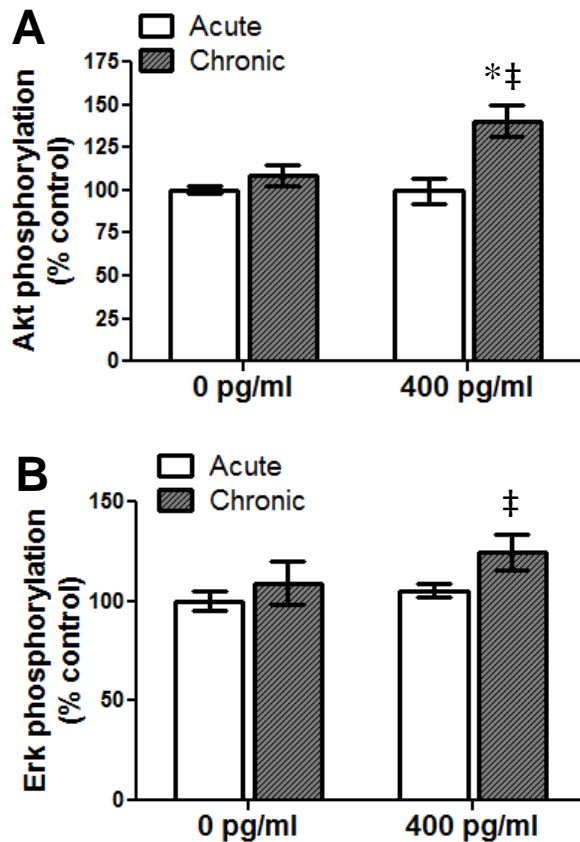 A
Acute
Chronic
Akt phosphorylation
(% control)
175
150
125
100
75
50
25
0
*‡
0 pg/ml
400 pg/ml
B
Acute
Chronic
Erk phosphorylation
(% control)
150
100
50
0
‡
0 pg/ml
400 pg/ml